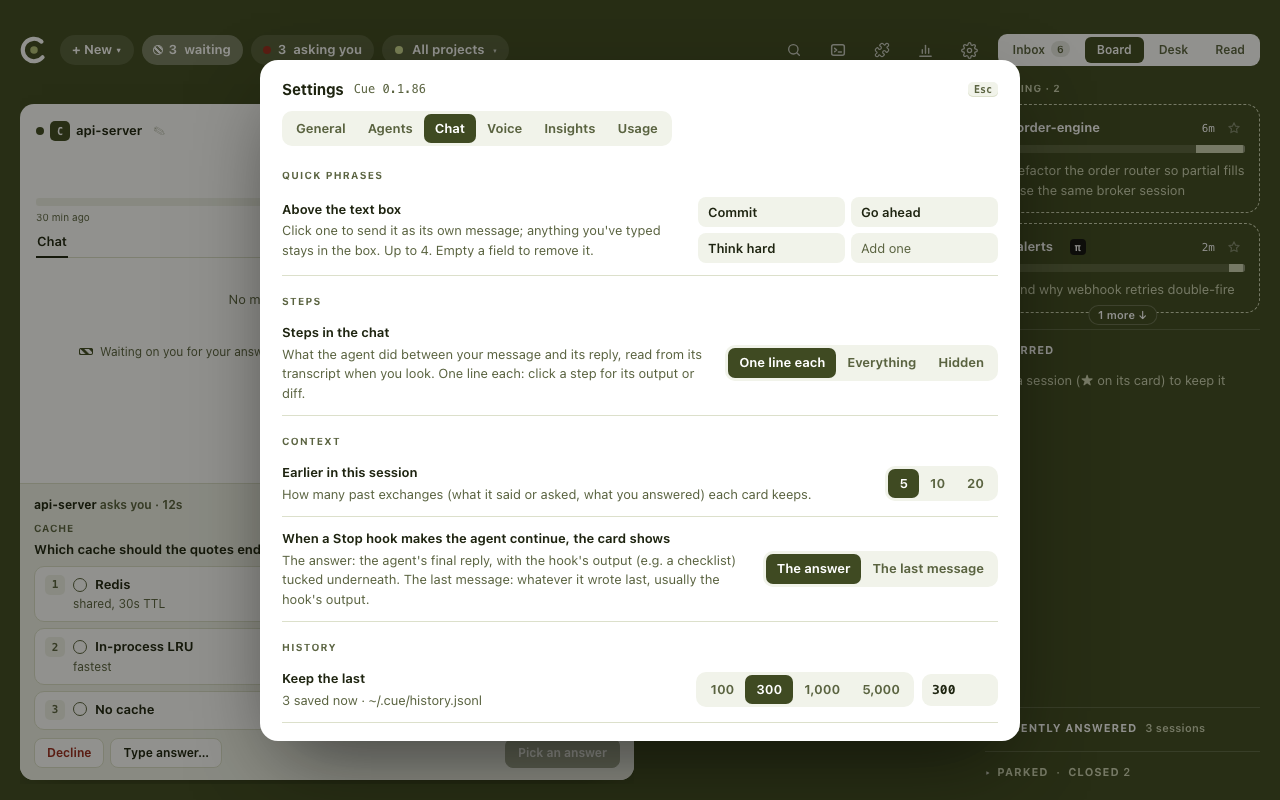 + New ▾
3 waiting
3 asking you
All projects
Inbox 6
Board
Desk
Read
Settings Cue 0.1.86
Esc
General
Agents
Chat
Voice
Insights
Usage
QUICK PHRASES
Above the text box
Click one to send it as its own message; anything you've typed
stays in the box. Up to 4. Empty a field to remove it.
Commit
Go ahead
Think hard
Add one
STEPS
Steps in the chat
What the agent did between your message and its reply, read from its
transcript when you look. One line each: click a step for its output or
diff.
One line each
Everything
Hidden
CONTEXT
Earlier in this session
How many past exchanges (what it said or asked, what you answered) each card keeps.
5
10
20
When a Stop hook makes the agent continue, the card shows
The answer: the agent's final reply, with the hook's output (e.g. a checklist)
tucked underneath. The last message: whatever it wrote last, usually the
hook's output.
The answer
The last message
HISTORY
Keep the last
3 saved now · ~/.cue/history.jsonl
100
300
1,000
5,000
300
C api-server
30 min ago
Chat
No
Waiting on you for your
api-server asks you · 12s
CACHE
Which cache should the quotes
1 Redis
shared, 30s TTL
2 In-process LRU
fastest
3 No cache
Decline
Type answer...
Pick an answer
ING · 2
order-engine
6m
efactor the order router so partial fills
se the same broker session
alerts
π
2m
nd why webhook retries double-fire
1 more ↓
RRED
session (★ on its card) to keep it
ENTLY ANSWERED 3 sessions
PARKED · CLOSED 2